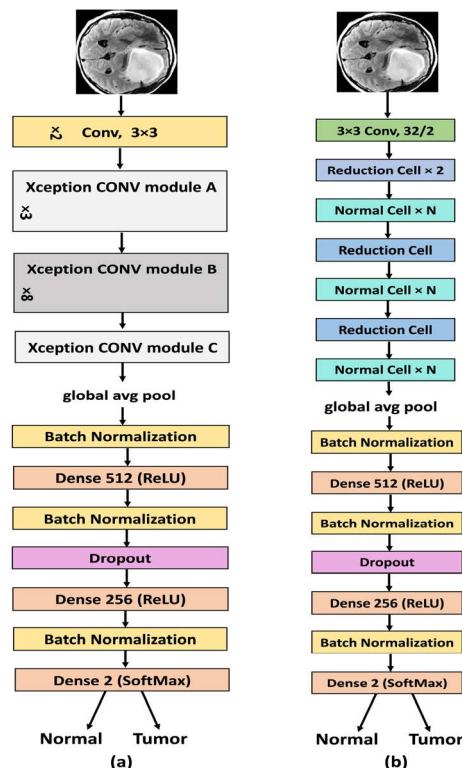 ×2 Conv, 3×3
Xception CONV module A
×3
Xception CONV module B
×8
Xception CONV module C
global avg pool
Batch Normalization
Dense 512 (ReLU)
Batch Normalization
Dropout
Dense 256 (ReLU)
Batch Normalization
Dense 2 (SoftMax)
Normal Tumor
(a)
3×3 Conv, 32/2
Reduction Cell × 2
Normal Cell × N
Reduction Cell
Normal Cell × N
Reduction Cell
Normal Cell × N
global avg pool
Batch Normalization
Dense 512 (ReLU)
Batch Normalization
Dropout
Dense 256 (ReLU)
Batch Normalization
Dense 2 (SoftMax)
Normal Tumor
(b)